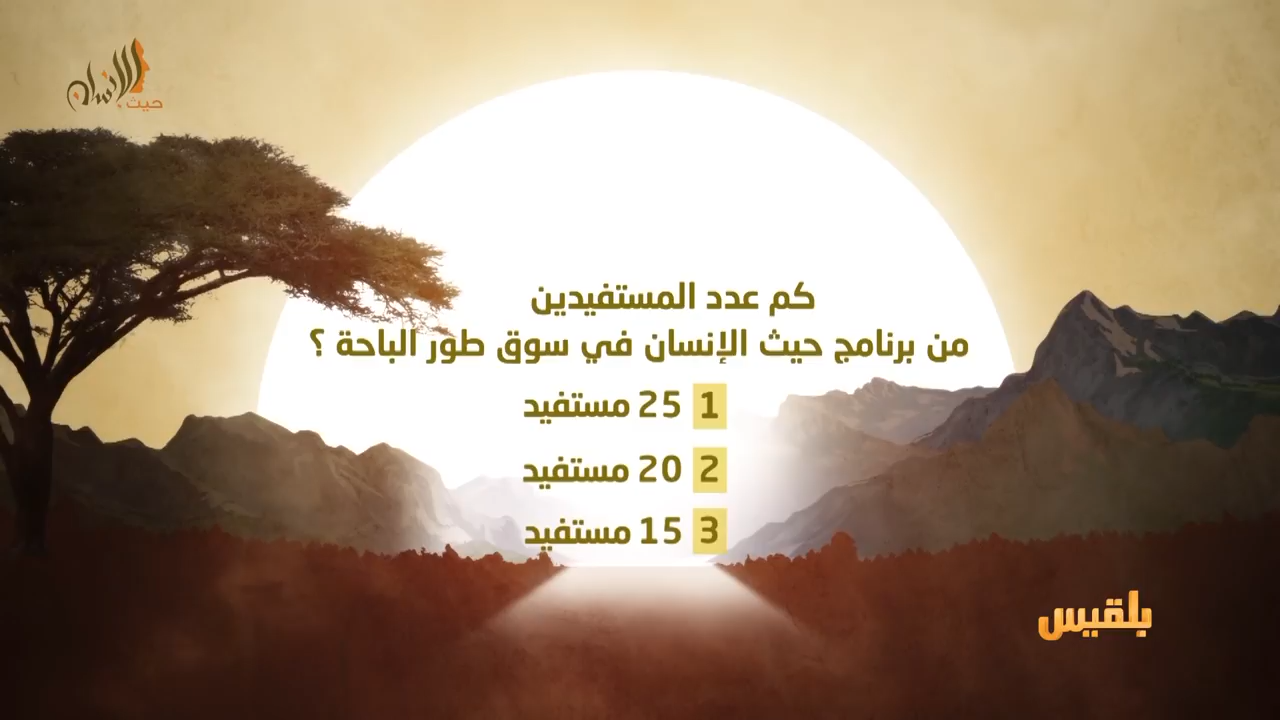 حيث الإنسان
كم عدد المستفيدين
من برنامج حيث الإنسان في سوق طور الباحة ؟
1 25 مستفيد
2 20 مستفيد
3 15 مستفيد
بلقيس